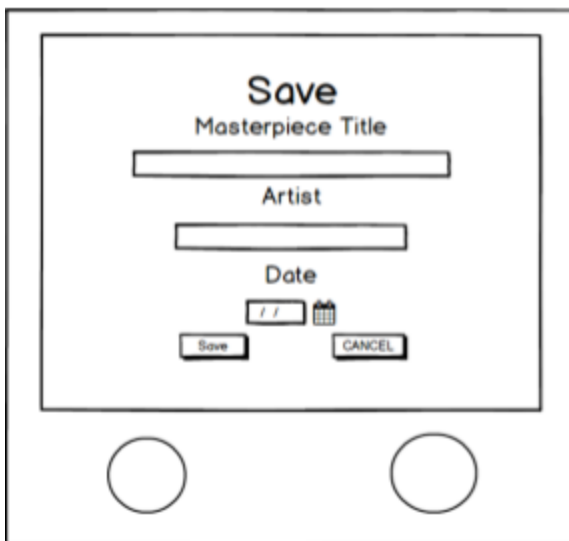 Save
Masterpiece Title
Artist
Date
/ /
Save CANCEL